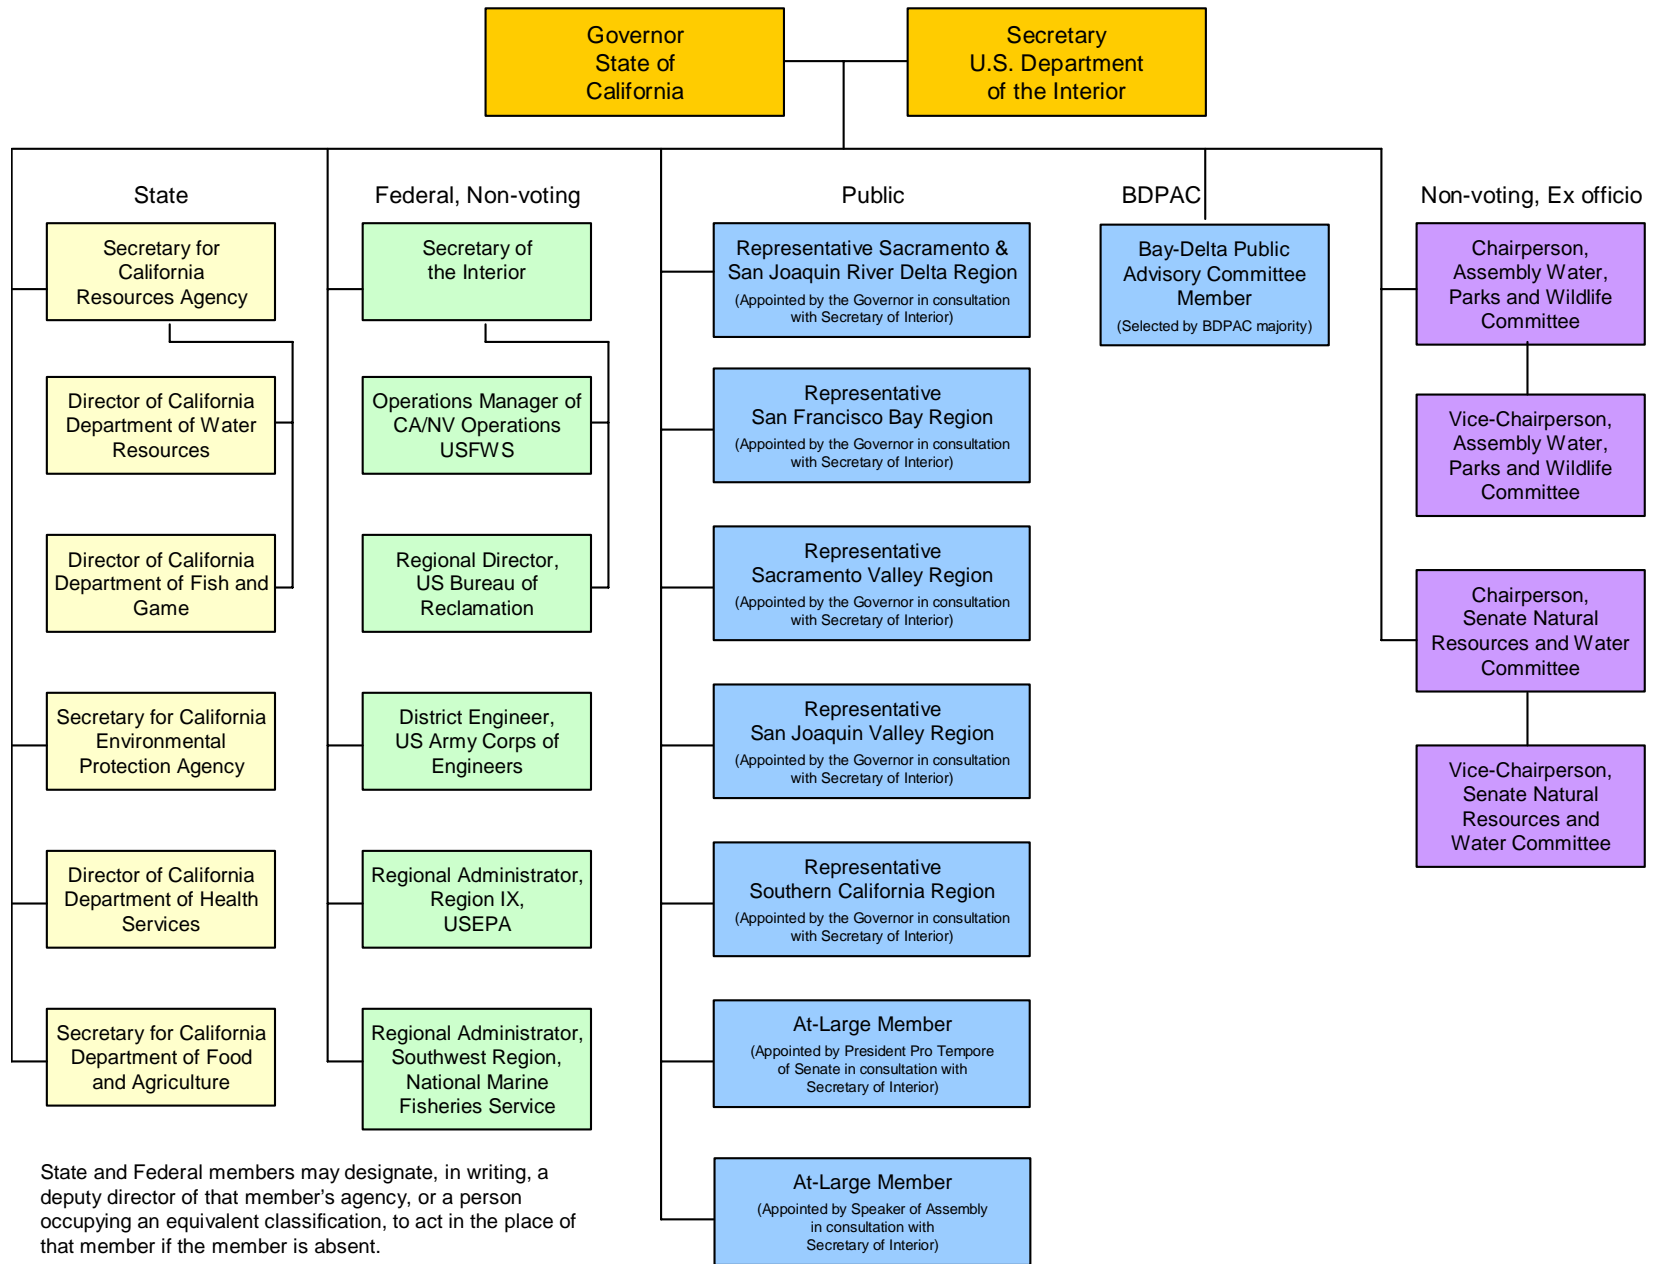 Governor
State of
California
Secretary
U.S. Department
of the Interior
State
Secretary for
California
Resources Agency
Director of California
Department of Water
Resources
Director of California
Department of Fish and
Game
Secretary for California
Environmental
Protection Agency
Director of California
Department of Health
Services
Secretary for California
Department of Food
and Agriculture
Federal, Non-voting
Secretary of
the Interior
Operations Manager of
CA/NV Operations
USFWS
Regional Director,
US Bureau of
Reclamation
District Engineer,
US Army Corps of
Engineers
Regional Administrator,
Region IX,
USEPA
Regional Administrator,
Southwest Region,
National Marine
Fisheries Service
Public
Representative Sacramento &
San Joaquin River Delta Region
(Appointed by the Governor in consultation
with Secretary of Interior)
Representative
San Francisco Bay Region
(Appointed by the Governor in consultation
with Secretary of Interior)
Representative
Sacramento Valley Region
(Appointed by the Governor in consultation
with Secretary of Interior)
Representative
San Joaquin Valley Region
(Appointed by the Governor in consultation
with Secretary of Interior)
Representative
Southern California Region
(Appointed by the Governor in consultation
with Secretary of Interior)
At-Large Member
(Appointed by President Pro Tempore
of Senate in consultation with
Secretary of Interior)
At-Large Member
(Appointed by Speaker of Assembly
in consultation with
Secretary of Interior)
BDPAC
Bay-Delta Public
Advisory Committee
Member
(Selected by BDPAC majority)
Non-voting, Ex officio
Chairperson,
Assembly Water,
Parks and Wildlife
Committee
Vice-Chairperson,
Assembly Water,
Parks and Wildlife
Committee
Chairperson,
Senate Natural
Resources and Water
Committee
Vice-Chairperson,
Senate Natural
Resources and
Water Committee
State and Federal members may designate, in writing, a
deputy director of that member's agency, or a person
occupying an equivalent classification, to act in the place of
that member if the member is absent.